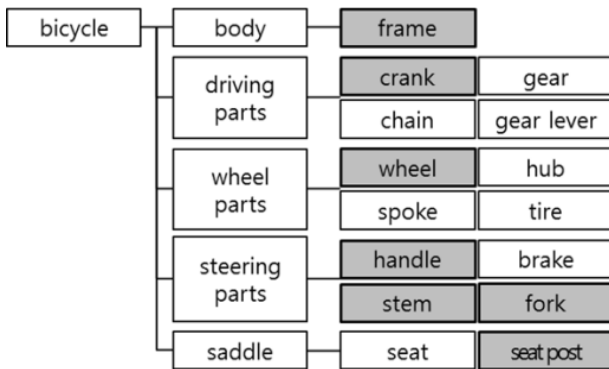 bicycle body frame
driving parts crank gear
chain gear lever
wheel parts wheel hub
spoke tire
steering parts handle brake
stem fork
saddle seat seat post